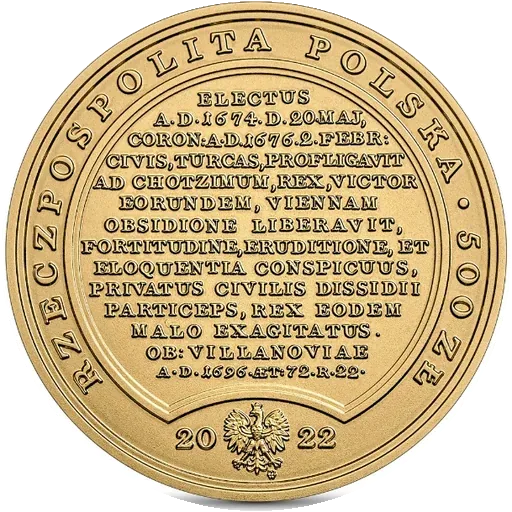 RZECZPOSPOLITA POLSKA · 500 ZŁ
ELECTUS
A.D.1674.D.20MAJ,
CORON:A.D.1676.2.FEBR:
CIVIS,TURCAS,PROFLIGAVIT
AD CHOTZIMUM,REX,VICTOR
EORUNDEM, VIENNAM
OBSIDIONE LIBERAVIT,
FORTITUDINE,ERUDITIONE, ET
ELOQUENTIA CONSPICUUS,
PRIVATUS CIVILIS DISSIDII
PARTICEPS, REX EODEM
MALO EXAGITATUS.
OB: VILLANOVIAE
A.D.1696.ÆT:72.R.22.
2022